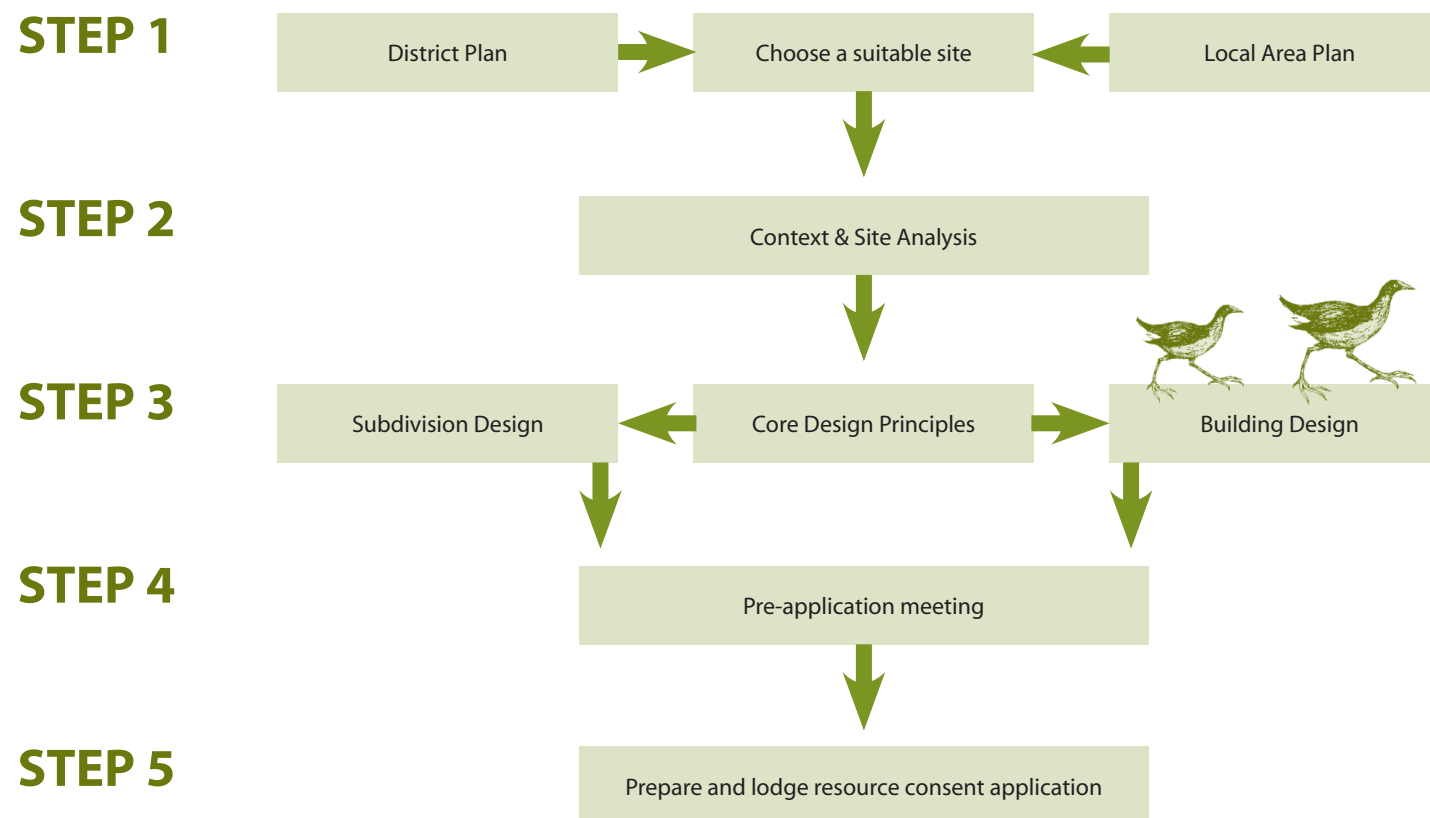 STEP 1
District Plan
Choose a suitable site
Local Area Plan
STEP 2
Context & Site Analysis
STEP 3
Subdivision Design
Core Design Principles
Building Design
STEP 4
Pre-application meeting
STEP 5
Prepare and lodge resource consent application